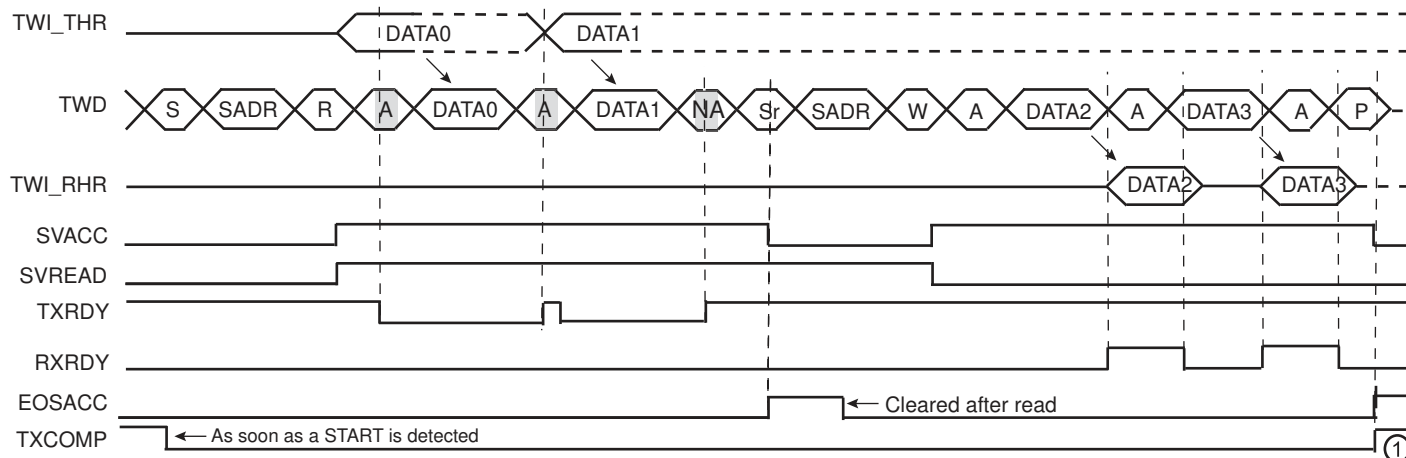 TWI_THR DATA0 DATA1
TWD S SADR R A DATA0 A DATA1 NA Sr SADR W A DATA2 A DATA3 A P
TWI_RHR DATA2 DATA3
SVACC
SVREAD
TXRDY
RXRDY
EOSACC Cleared after read
TXCOMP As soon as a START is detected 1